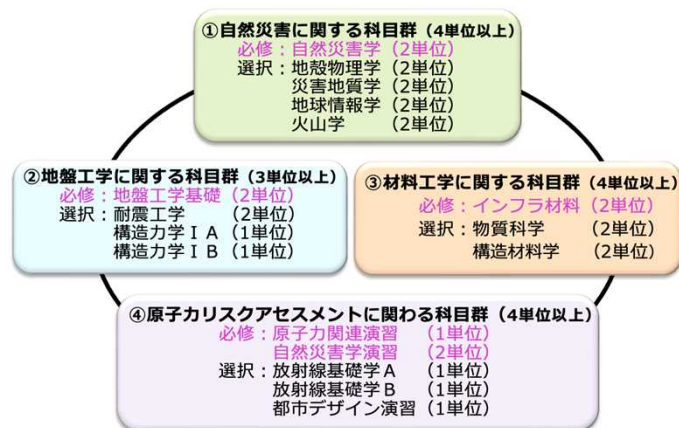 ①自然災害に関する科目群（4単位以上）
必修：自然災害学（2単位）
選択：地殻物理学（2単位）
災害地質学（2単位）
地球情報学（2単位）
火山学（2単位）
②地盤工学に関する科目群（3単位以上）
必修：地盤工学基礎（2単位）
選択：耐震工学（2単位）
構造力学ⅠA（1単位）
構造力学ⅠB（1単位）
③材料工学に関する科目群（4単位以上）
必修：インフラ材料（2単位）
選択：物質科学（2単位）
構造材料学（2単位）
④原子力リスクアセスメントに関わる科目群（4単位以上）
必修：原子力関連演習（1単位）
自然災害学演習（2単位）
選択：放射線基礎学A（1単位）
放射線基礎学B（1単位）
都市デザイン演習（1単位）